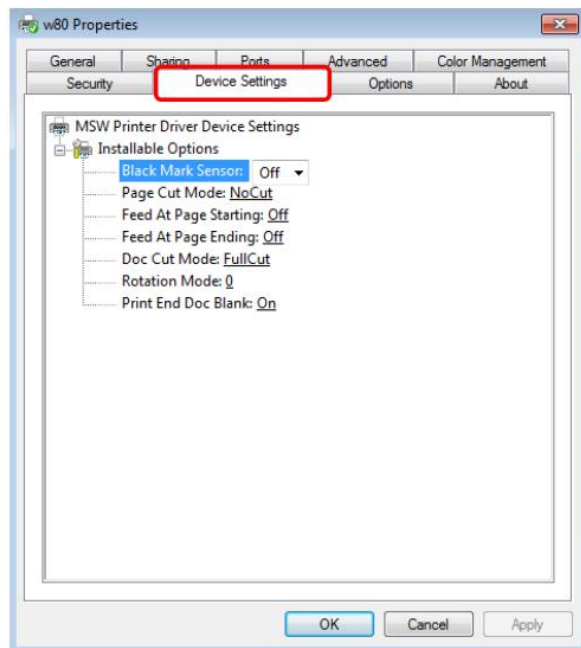 w80 Properties
General Sharing Ports Advanced Color Management
Security Device Settings Options About
MSW Printer Driver Device Settings
Installable Options
Black Mark Sensor: Off
Page Cut Mode: NoCut
Feed At Page Starting: Off
Feed At Page Ending: Off
Doc Cut Mode: FullCut
Rotation Mode: 0
Print End Doc Blank: On
OK Cancel Apply